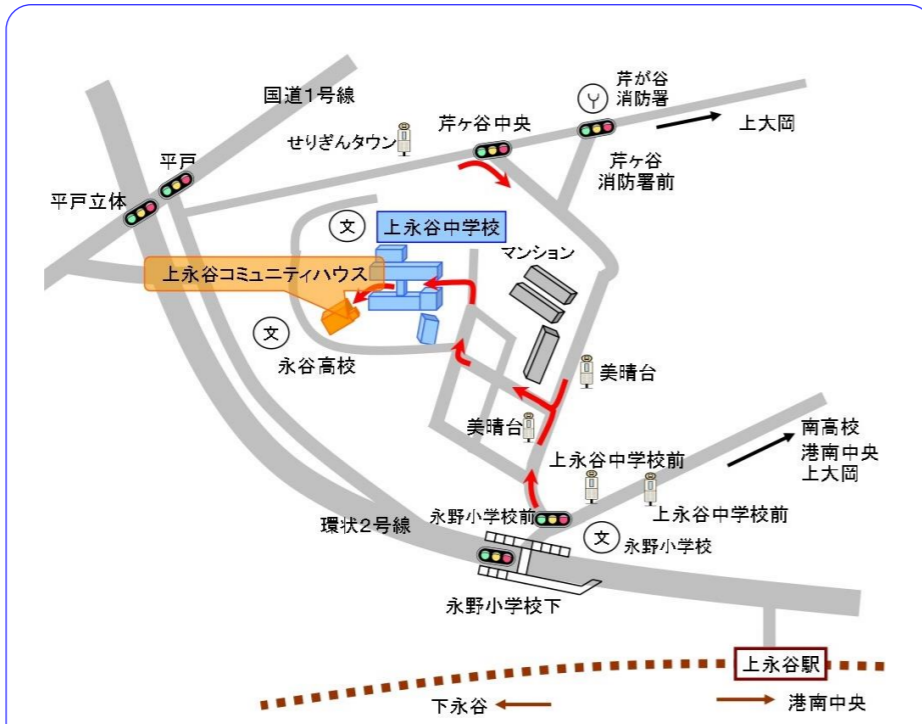 国道1号線
せりぎんタウン
芹ヶ谷中央
芹が谷
消防署
上大岡
平戸
平戸立体
芹ヶ谷
消防署前
文
上永谷中学校
マンション
上永谷コミュニティハウス
文
永谷高校
美晴台
美晴台
南高校
港南中央
上大岡
上永谷中学校前
上永谷中学校前
永野小学校前
環状2号線
文
永野小学校
永野小学校下
上永谷駅
下永谷
港南中央